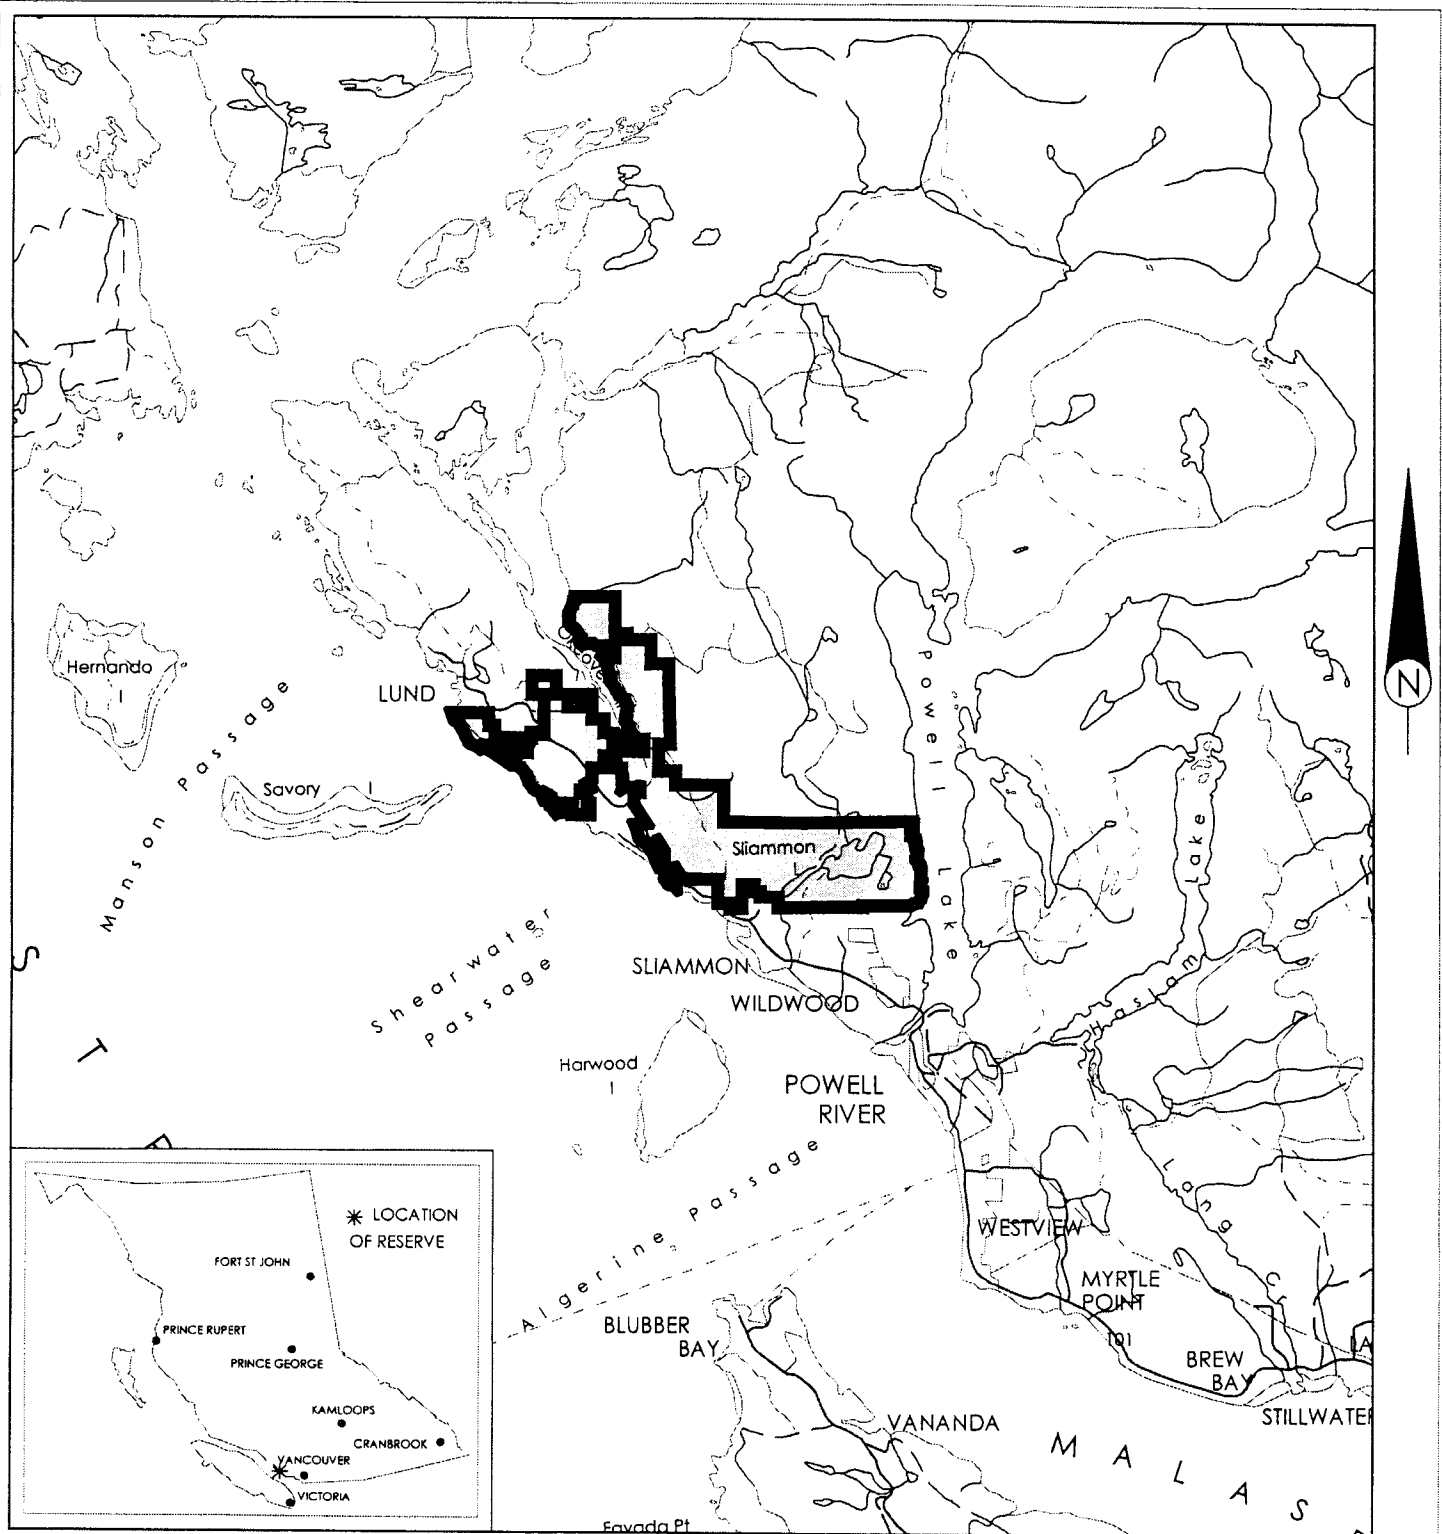 N
Hernando
I
LUND
Okeover
Savory I
Manson Passage
Powell Lake
Sliammon
L
Lake
Haslam
Shearwater
Passage
SLIAMMON
WILDWOOD
Harwood
I
POWELL
RIVER
S T R
Algerine Passage
Lang Cr
WESTVIEW
MYRTLE
POINT
101
BLUBBER
BAY
BREW
BAY
STILLWATER
VANANDA
M A L A S
Favada Pt
LOCATION
OF RESERVE
FORT ST JOHN
PRINCE RUPERT
PRINCE GEORGE
KAMLOOPS
CRANBROOK
VANCOUVER
VICTORIA